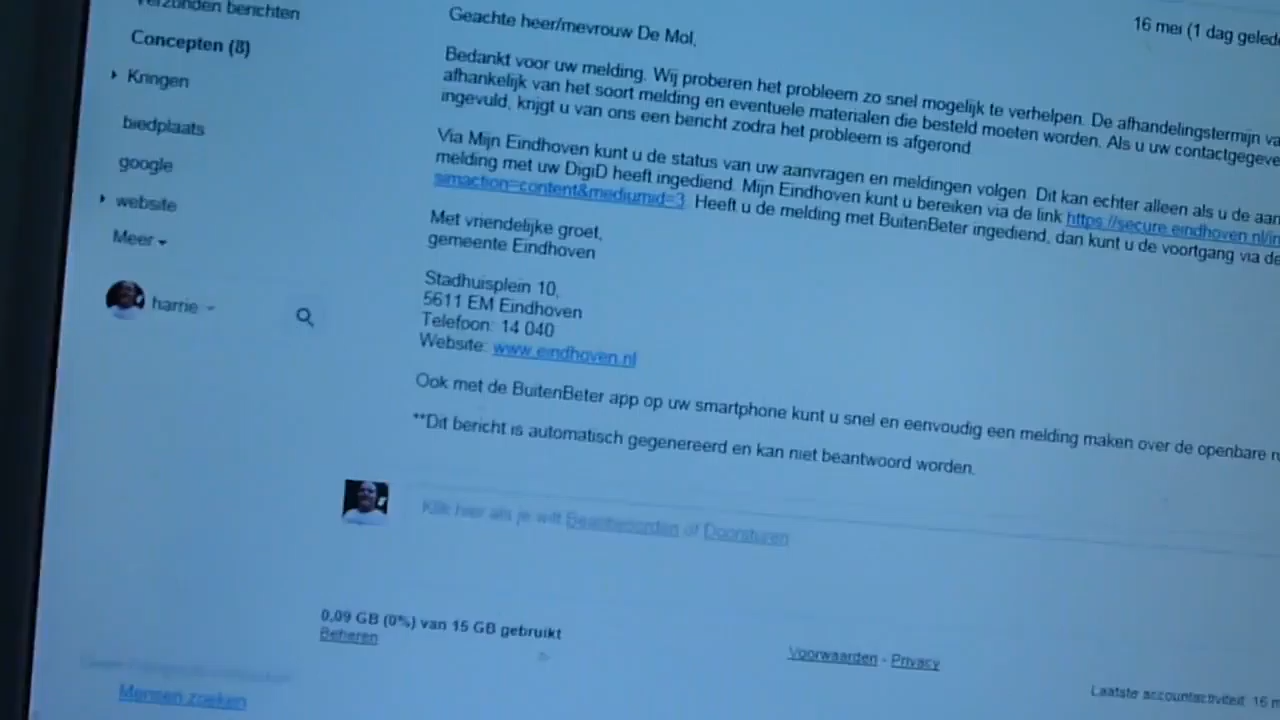 Verzonden berichten
Concepten (8)
Kringen
biedplaats
google
website
Meer
harrie
16 mei (1 dag gelede
Geachte heer/mevrouw De Mol,
Bedankt voor uw melding. Wij proberen het probleem zo snel mogelijk te verhelpen. De afhandelingstermijn va
afhankelijk van het soort melding en eventuele materialen die besteld moeten worden. Als u uw contactgegeve
ingevuld, krijgt u van ons een bericht zodra het probleem is afgerond.
Via Mijn Eindhoven kunt u de status van uw aanvragen en meldingen volgen. Dit kan echter alleen als u de aan
melding met uw DigiD heeft ingediend. Mijn Eindhoven kunt u bereiken via de link https://secure.eindhoven.nl/in
simaction=content&mediumid=3. Heeft u de melding met BuitenBeter ingediend, dan kunt u de voortgang via de
Met vriendelijke groet,
gemeente Eindhoven
Stadhuisplein 10,
5611 EM Eindhoven
Telefoon: 14 040
Website: www.eindhoven.nl
Ook met de BuitenBeter app op uw smartphone kunt u snel en eenvoudig een melding maken over de openbare ru
**Dit bericht is automatisch gegenereerd en kan niet beantwoord worden.
Klik hier als je wilt Beantwoorden of Doorsturen
0,09 GB (0%) van 15 GB gebruikt
Beheren
Voorwaarden - Privacy
Laatste accountactiviteit: 16 m
Mensen zoeken